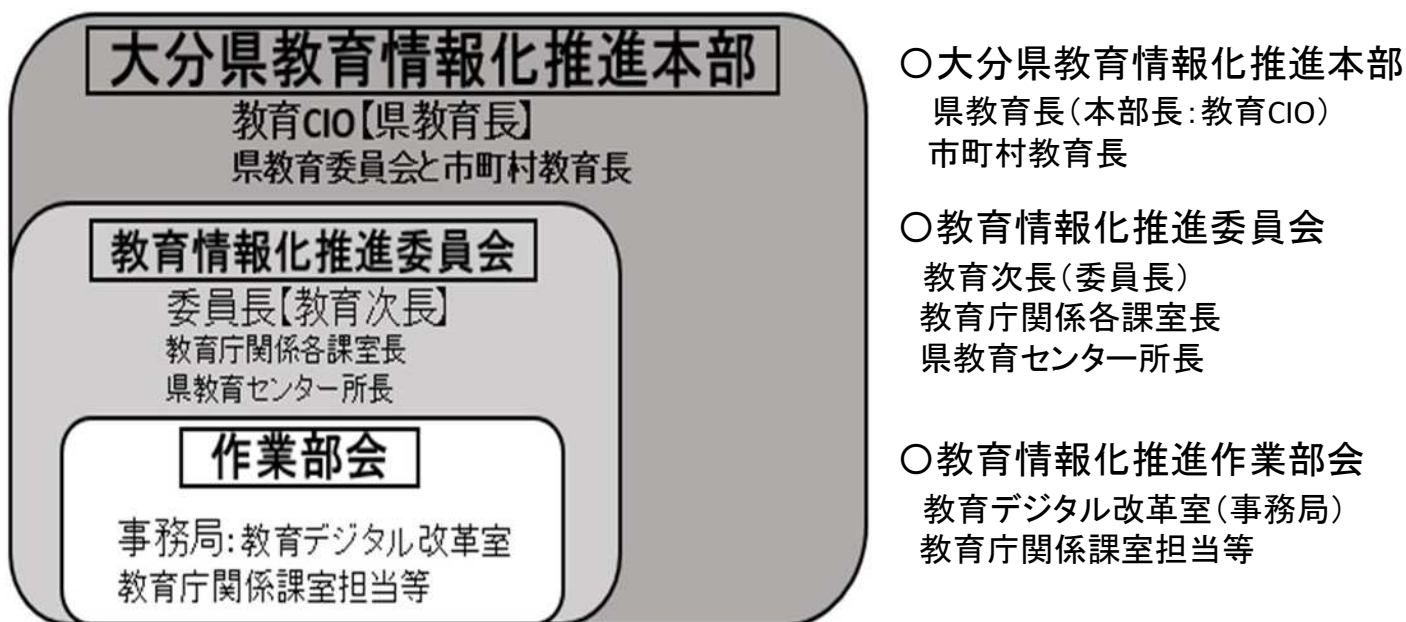 大分県教育情報化推進本部
教育CIO【県教育長】
県教育委員会と市町村教育長
教育情報化推進委員会
委員長【教育次長】
教育庁関係各課室長
県教育センター所長
作業部会
事務局:教育デジタル改革室
教育庁関係課室担当等
〇大分県教育情報化推進本部
県教育長(本部長:教育CIO)
市町村教育長
〇教育情報化推進委員会
教育次長(委員長)
教育庁関係各課室長
県教育センター所長
〇教育情報化推進作業部会
教育デジタル改革室(事務局)
教育庁関係課室担当等